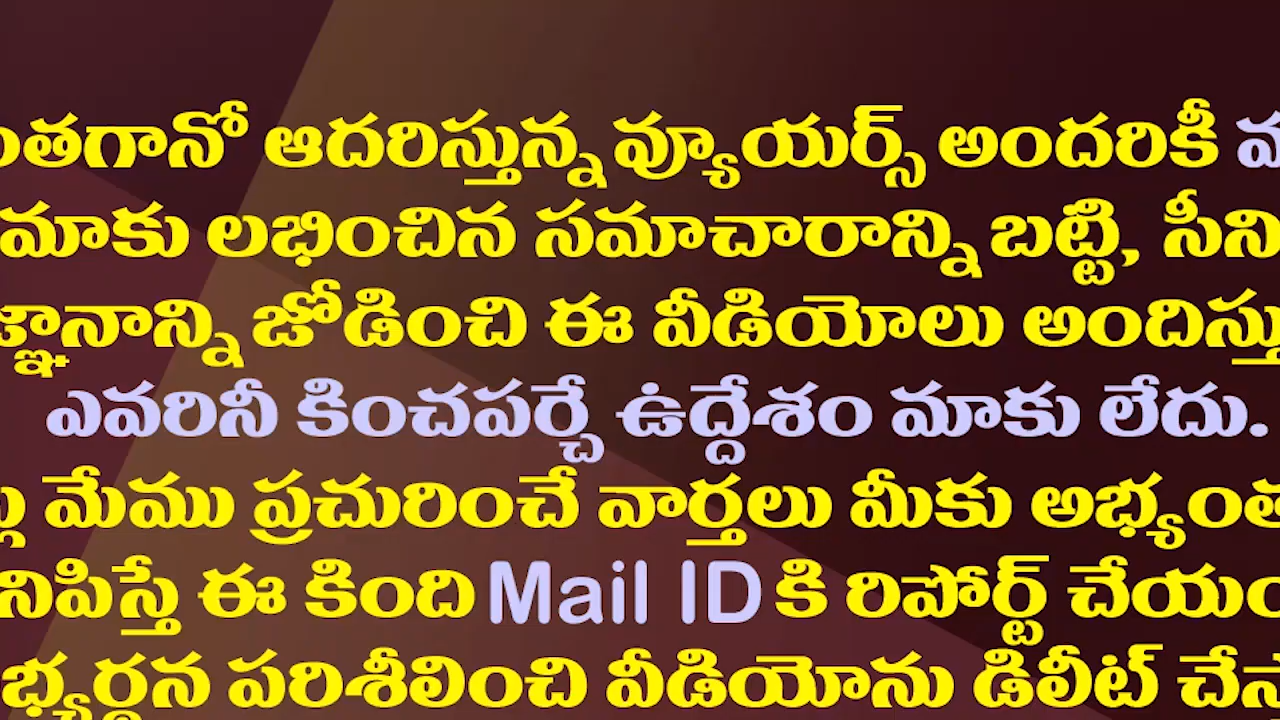 ంతగానో ఆదరిస్తున్న వ్యూయర్స్ అందరికీ
మాకు లభించిన సమాచారాన్ని బట్టి, సీని
జ్ఞానాన్ని జోడించి ఈ వీడియోలు అందిస్తు
ఎవరినీ కించపర్చే ఉద్దేశం మాకు లేదు.
ల్ల మేము ప్రచురించే వార్తలు మీకు అభ్యంత
నిపిస్తే ఈ కింది Mail ID కి రిపోర్ట్ చేయం
భ్యర్థన పరిశీలించి వీడియోను డిలీట్ చేస